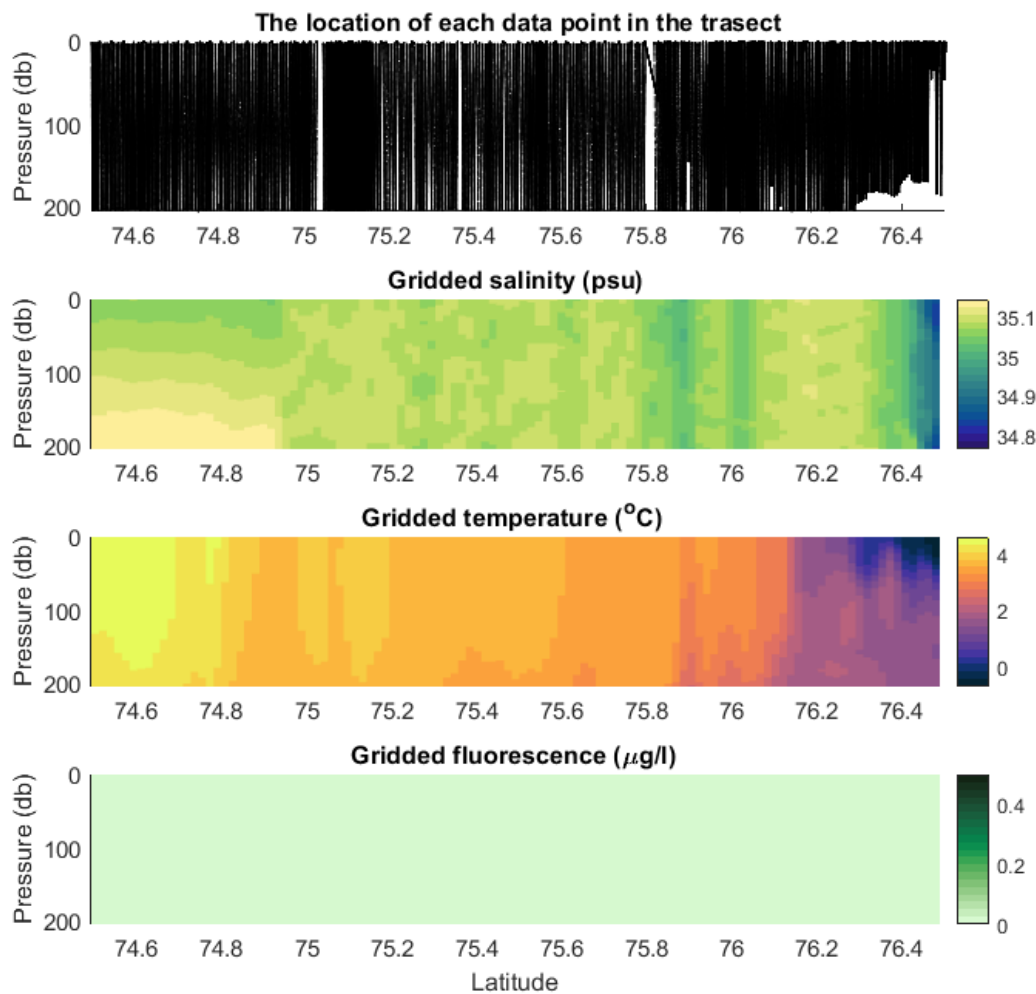 The location of each data point in the trasect
Pressure (db)
0
100
200
74.6 74.8 75 75.2 75.4 75.6 75.8 76 76.2 76.4
Gridded salinity (psu)
Pressure (db)
0
100
200
35.1
35
34.9
34.8
74.6 74.8 75 75.2 75.4 75.6 75.8 76 76.2 76.4
Gridded temperature (°C)
Pressure (db)
0
100
200
4
2
0
74.6 74.8 75 75.2 75.4 75.6 75.8 76 76.2 76.4
Gridded fluorescence (μg/l)
Pressure (db)
0
100
200
0.4
0.2
0
74.6 74.8 75 75.2 75.4 75.6 75.8 76 76.2 76.4
Latitude